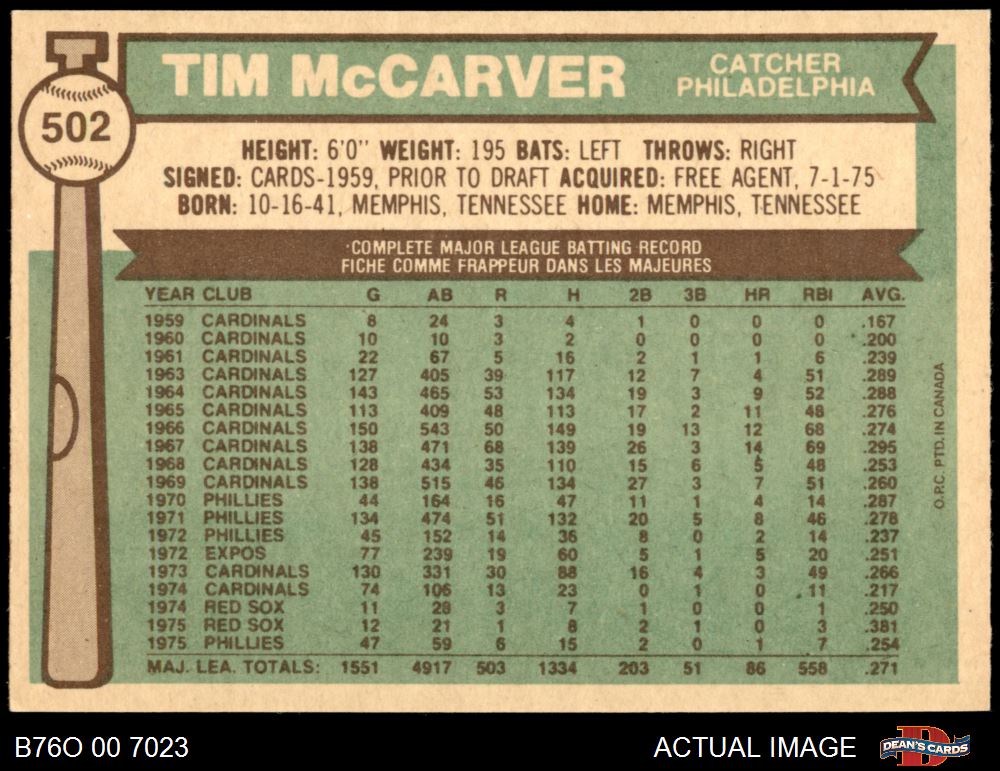 TIM McCARVER
CATCHER
PHILADELPHIA
502
HEIGHT: 6'0" WEIGHT: 195 BATS: LEFT THROWS: RIGHT
SIGNED: CARDS-1959, PRIOR TO DRAFT ACQUIRED: FREE AGENT, 7-1-75
BORN: 10-16-41, MEMPHIS, TENNESSEE HOME: MEMPHIS, TENNESSEE
COMPLETE MAJOR LEAGUE BATTING RECORD
FICHE COMME FRAPPEUR DANS LES MAJEURES
YEAR CLUB G AB R H 2B 3B HR RBI AVG.
1959 CARDINALS 8 24 3 4 1 0 0 0 .167
1960 CARDINALS 10 10 3 2 0 0 0 0 .200
1961 CARDINALS 22 67 5 16 2 1 1 6 .239
1963 CARDINALS 127 405 39 117 12 7 4 51 .289
1964 CARDINALS 143 465 53 134 19 3 9 52 .288
1965 CARDINALS 113 409 48 113 17 2 11 48 .276
1966 CARDINALS 150 543 50 149 19 13 12 68 .274
1967 CARDINALS 138 471 68 139 26 3 14 69 .295
1968 CARDINALS 128 434 35 110 15 6 5 48 .253
1969 CARDINALS 138 515 46 134 27 3 7 51 .260
1970 PHILLIES 44 164 16 47 11 1 4 14 .287
1971 PHILLIES 134 474 51 132 20 5 8 46 .278
1972 PHILLIES 45 152 14 36 8 0 2 14 .237
1972 EXPOS 77 239 19 60 5 1 5 20 .251
1973 CARDINALS 130 331 30 88 16 4 3 49 .266
1974 CARDINALS 74 106 13 23 0 1 0 11 .217
1974 RED SOX 11 28 3 7 1 0 0 1 .250
1975 RED SOX 12 21 1 8 2 1 0 3 .381
1975 PHILLIES 47 59 6 15 2 0 1 7 .254
MAJ. LEA. TOTALS: 1551 4917 503 1334 203 51 86 558 .271
O.P.C. PTD. IN CANADA
B76O 00 7023
ACTUAL IMAGE
DEAN'S CARDS